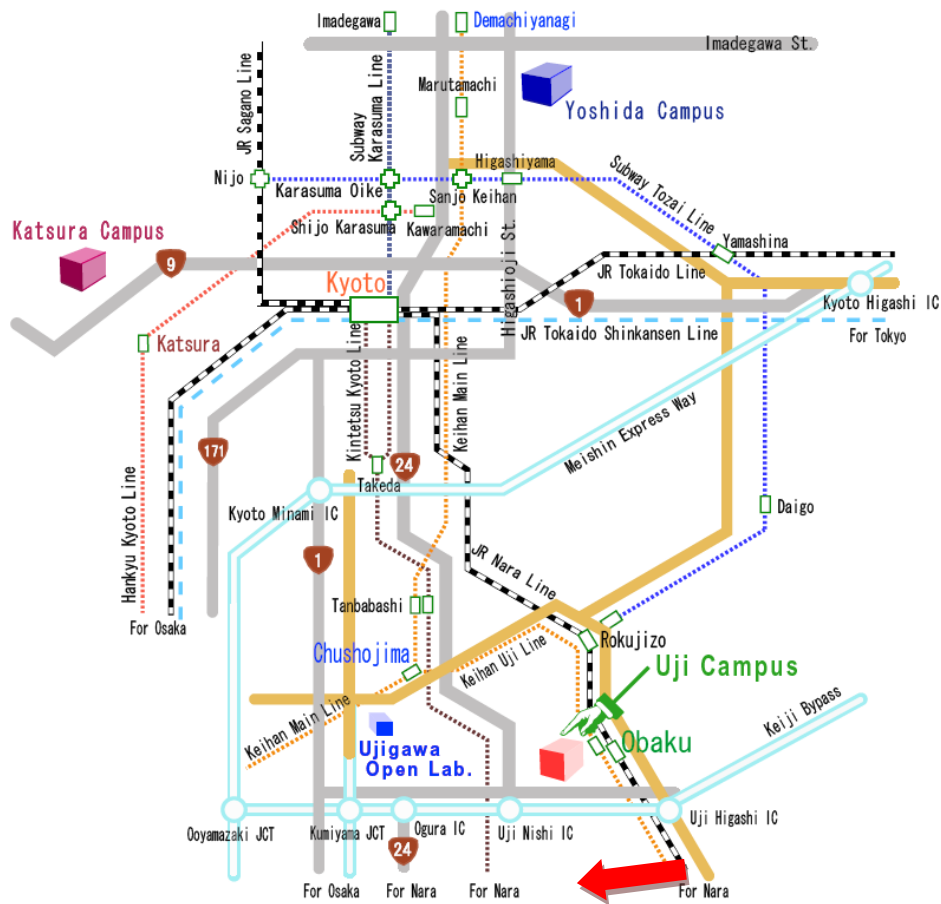 Imadegawa
Demachiyanagi
Imadegawa St.
JR Sagano Line
Subway
Karasuma Line
Marutamachi
Yoshida Campus
Nijo
Karasuma Oike
Higashiyama
Sanjo Keihan
Subway Tozai Line
Shijo Karasuma
Kawaramachi
Katsura Campus
9
Yamashina
JR Tokaido Line
Kyoto
Higashioji St.
1
Kyoto Higashi IC
JR Tokaido Shinkansen Line
For Tokyo
Katsura
Kintetsu Kyoto Line
Keihan Main Line
171
24
Meishin Express Way
Takeda
Kyoto Minami IC
Daigo
Hankyu Kyoto Line
1
JR Nara Line
Tanbabashi
For Osaka
Rokujizo
Chushojima
Keihan Uji Line
Uji Campus
Keihan Main Line
Keiji Bypass
Ujigawa
Open Lab.
Obaku
Ooyamazaki JCT
Kumiyama JCT
Ogura IC
Uji Nishi IC
Uji Higashi IC
24
For Osaka
For Nara
For Nara
For Nara